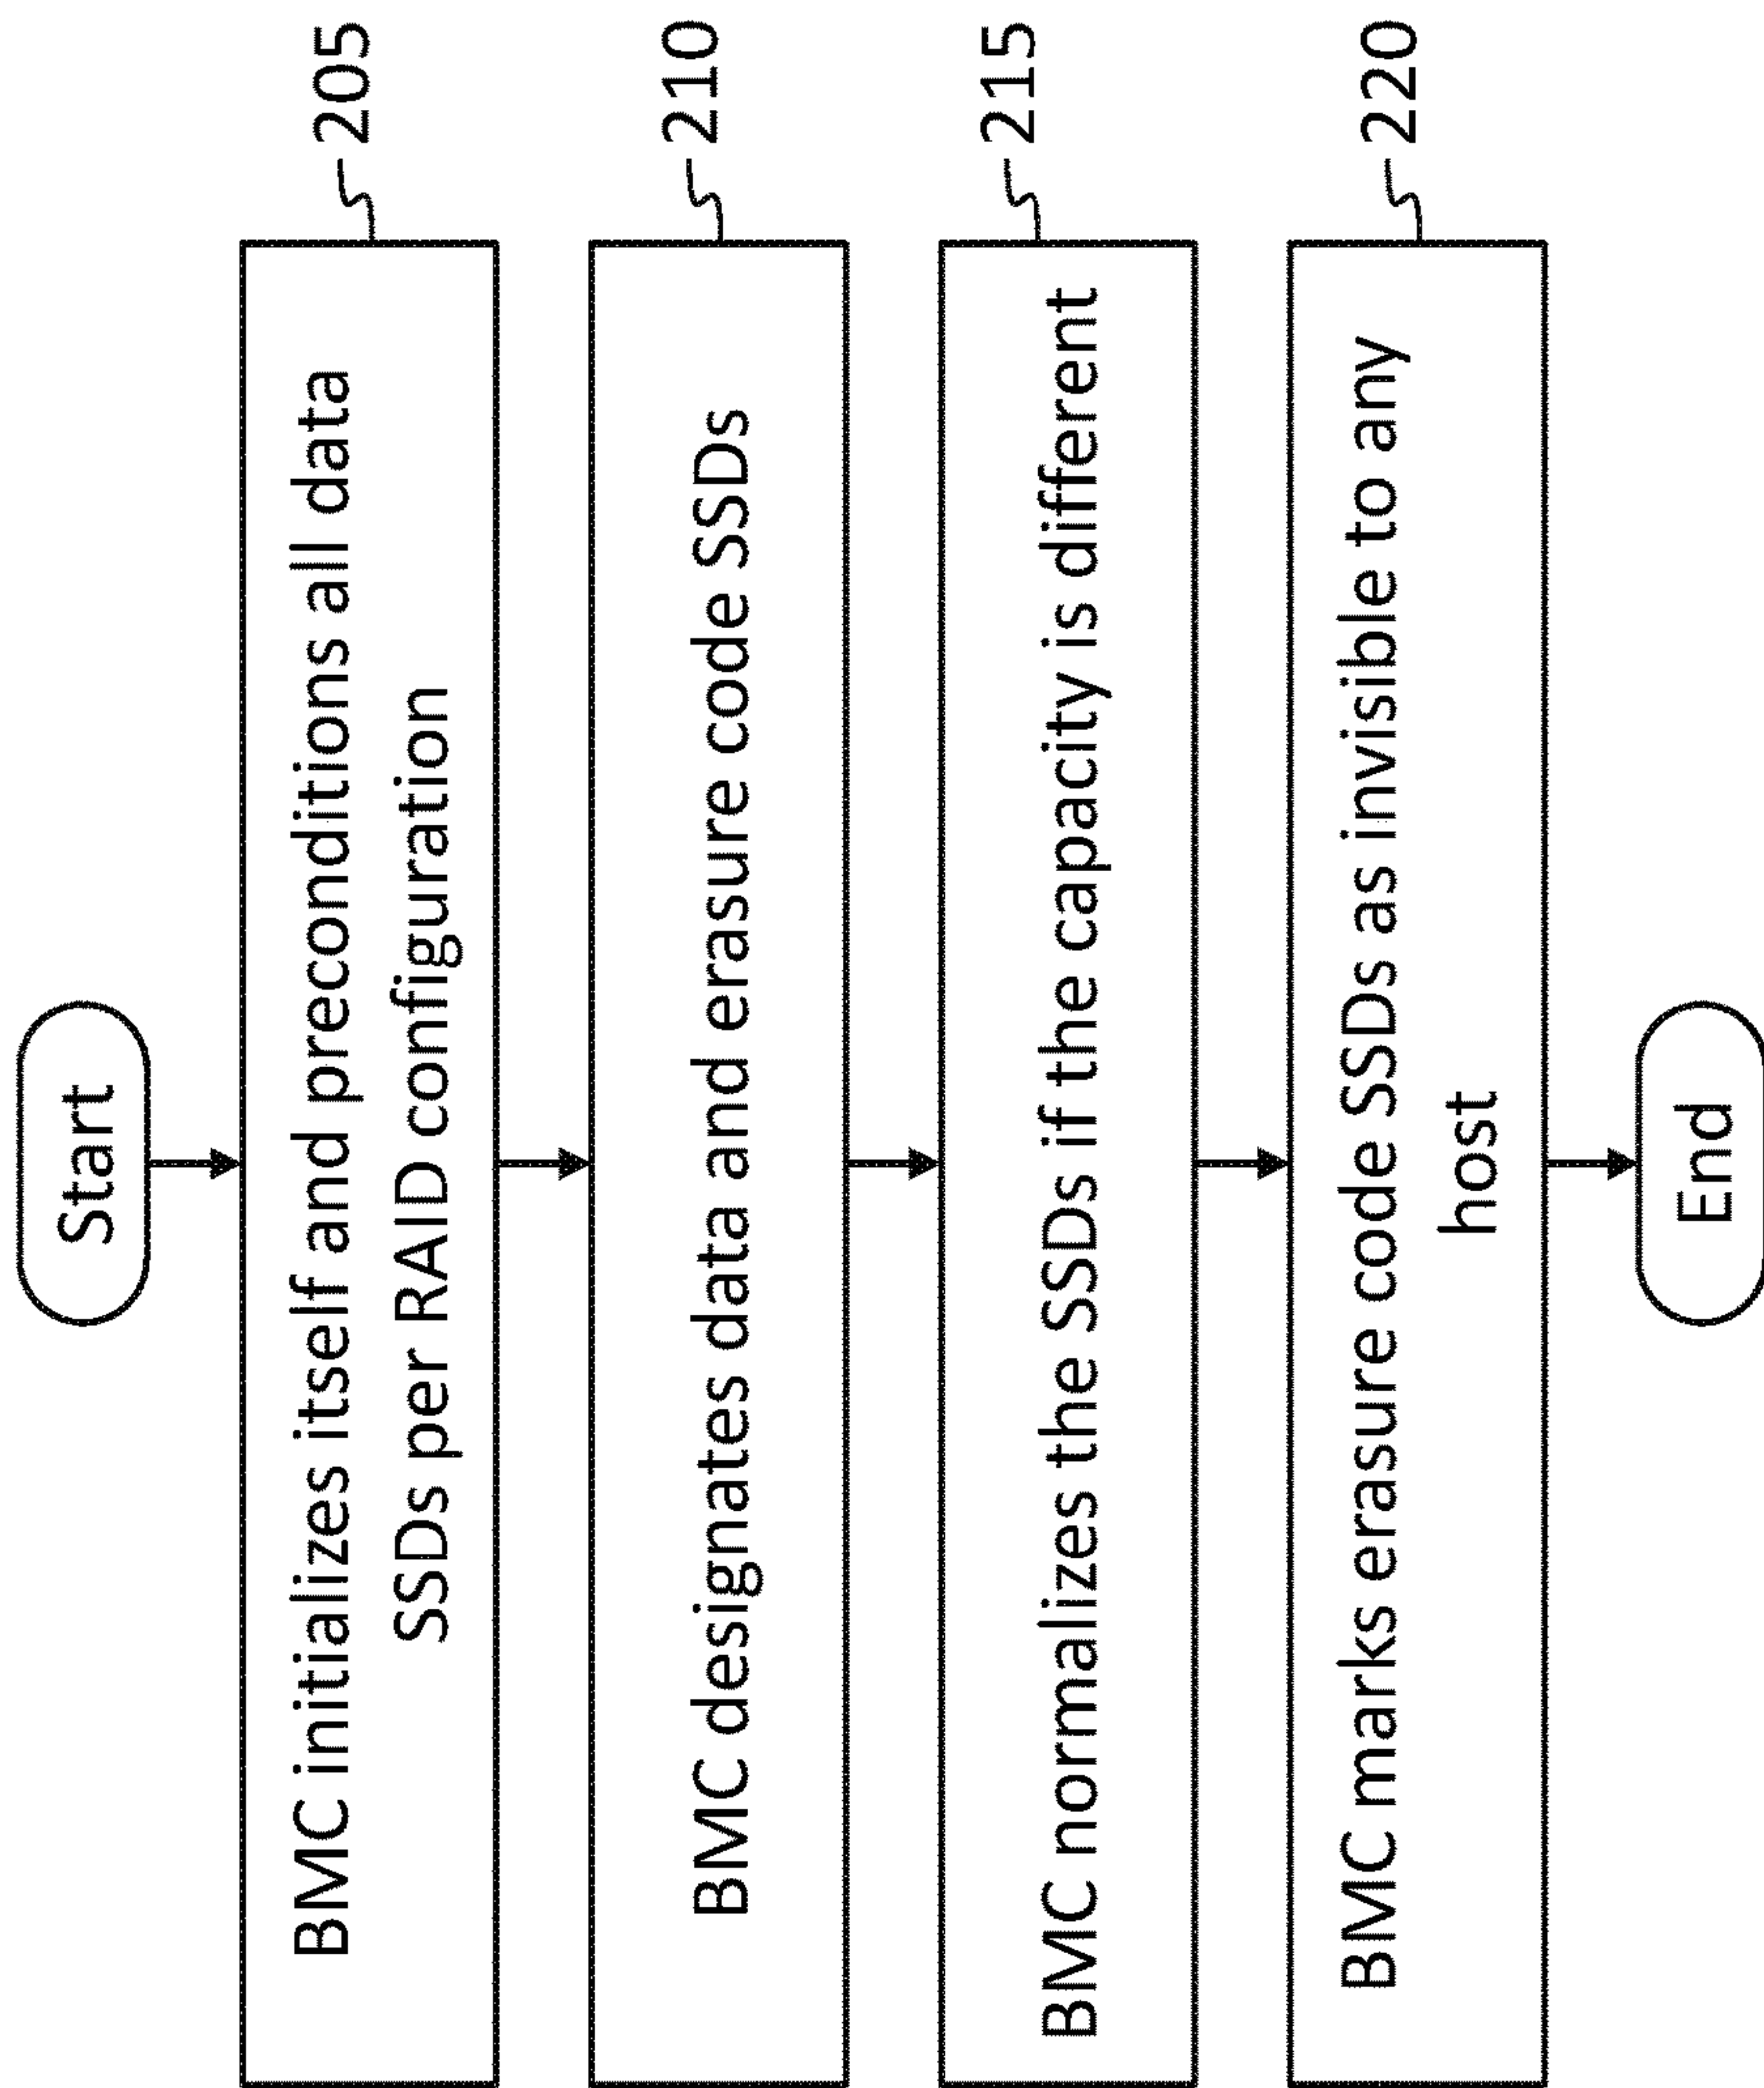 Start
BMC initializes itself and preconditions all data
SSDs per RAID configuration
205
BMC designates data and erasure code SSDs
210
BMC normalizes the SSDs if the capacity is different
215
BMC marks erasure code SSDs as invisible to any
host
220
End